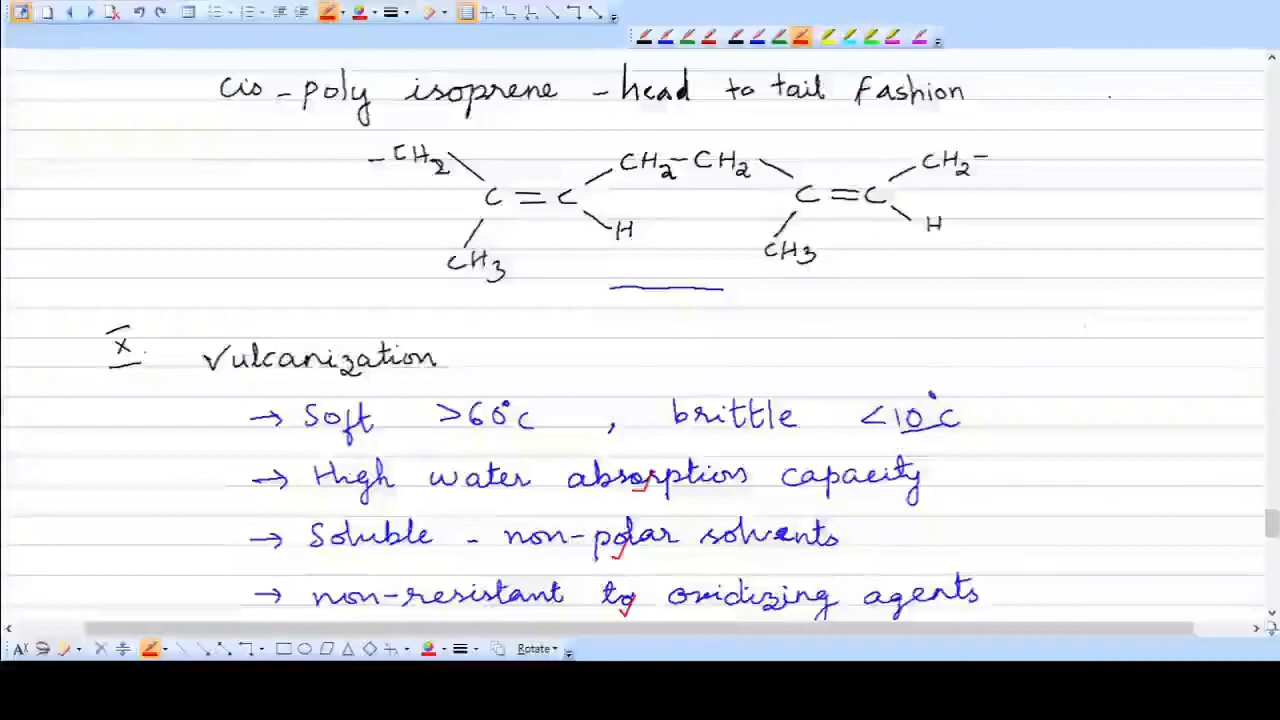 cis-poly isoprene - head to tail fashion
-CH2 CH2-CH2 CH2-
C=C C=C
H H
CH3 CH3
X. Vulcanization
→ Soft >60°C , brittle <10°C
→ High water absorption capacity
→ Soluble - non-polar solvents
→ non-resistant to oxidizing agents
Rotate